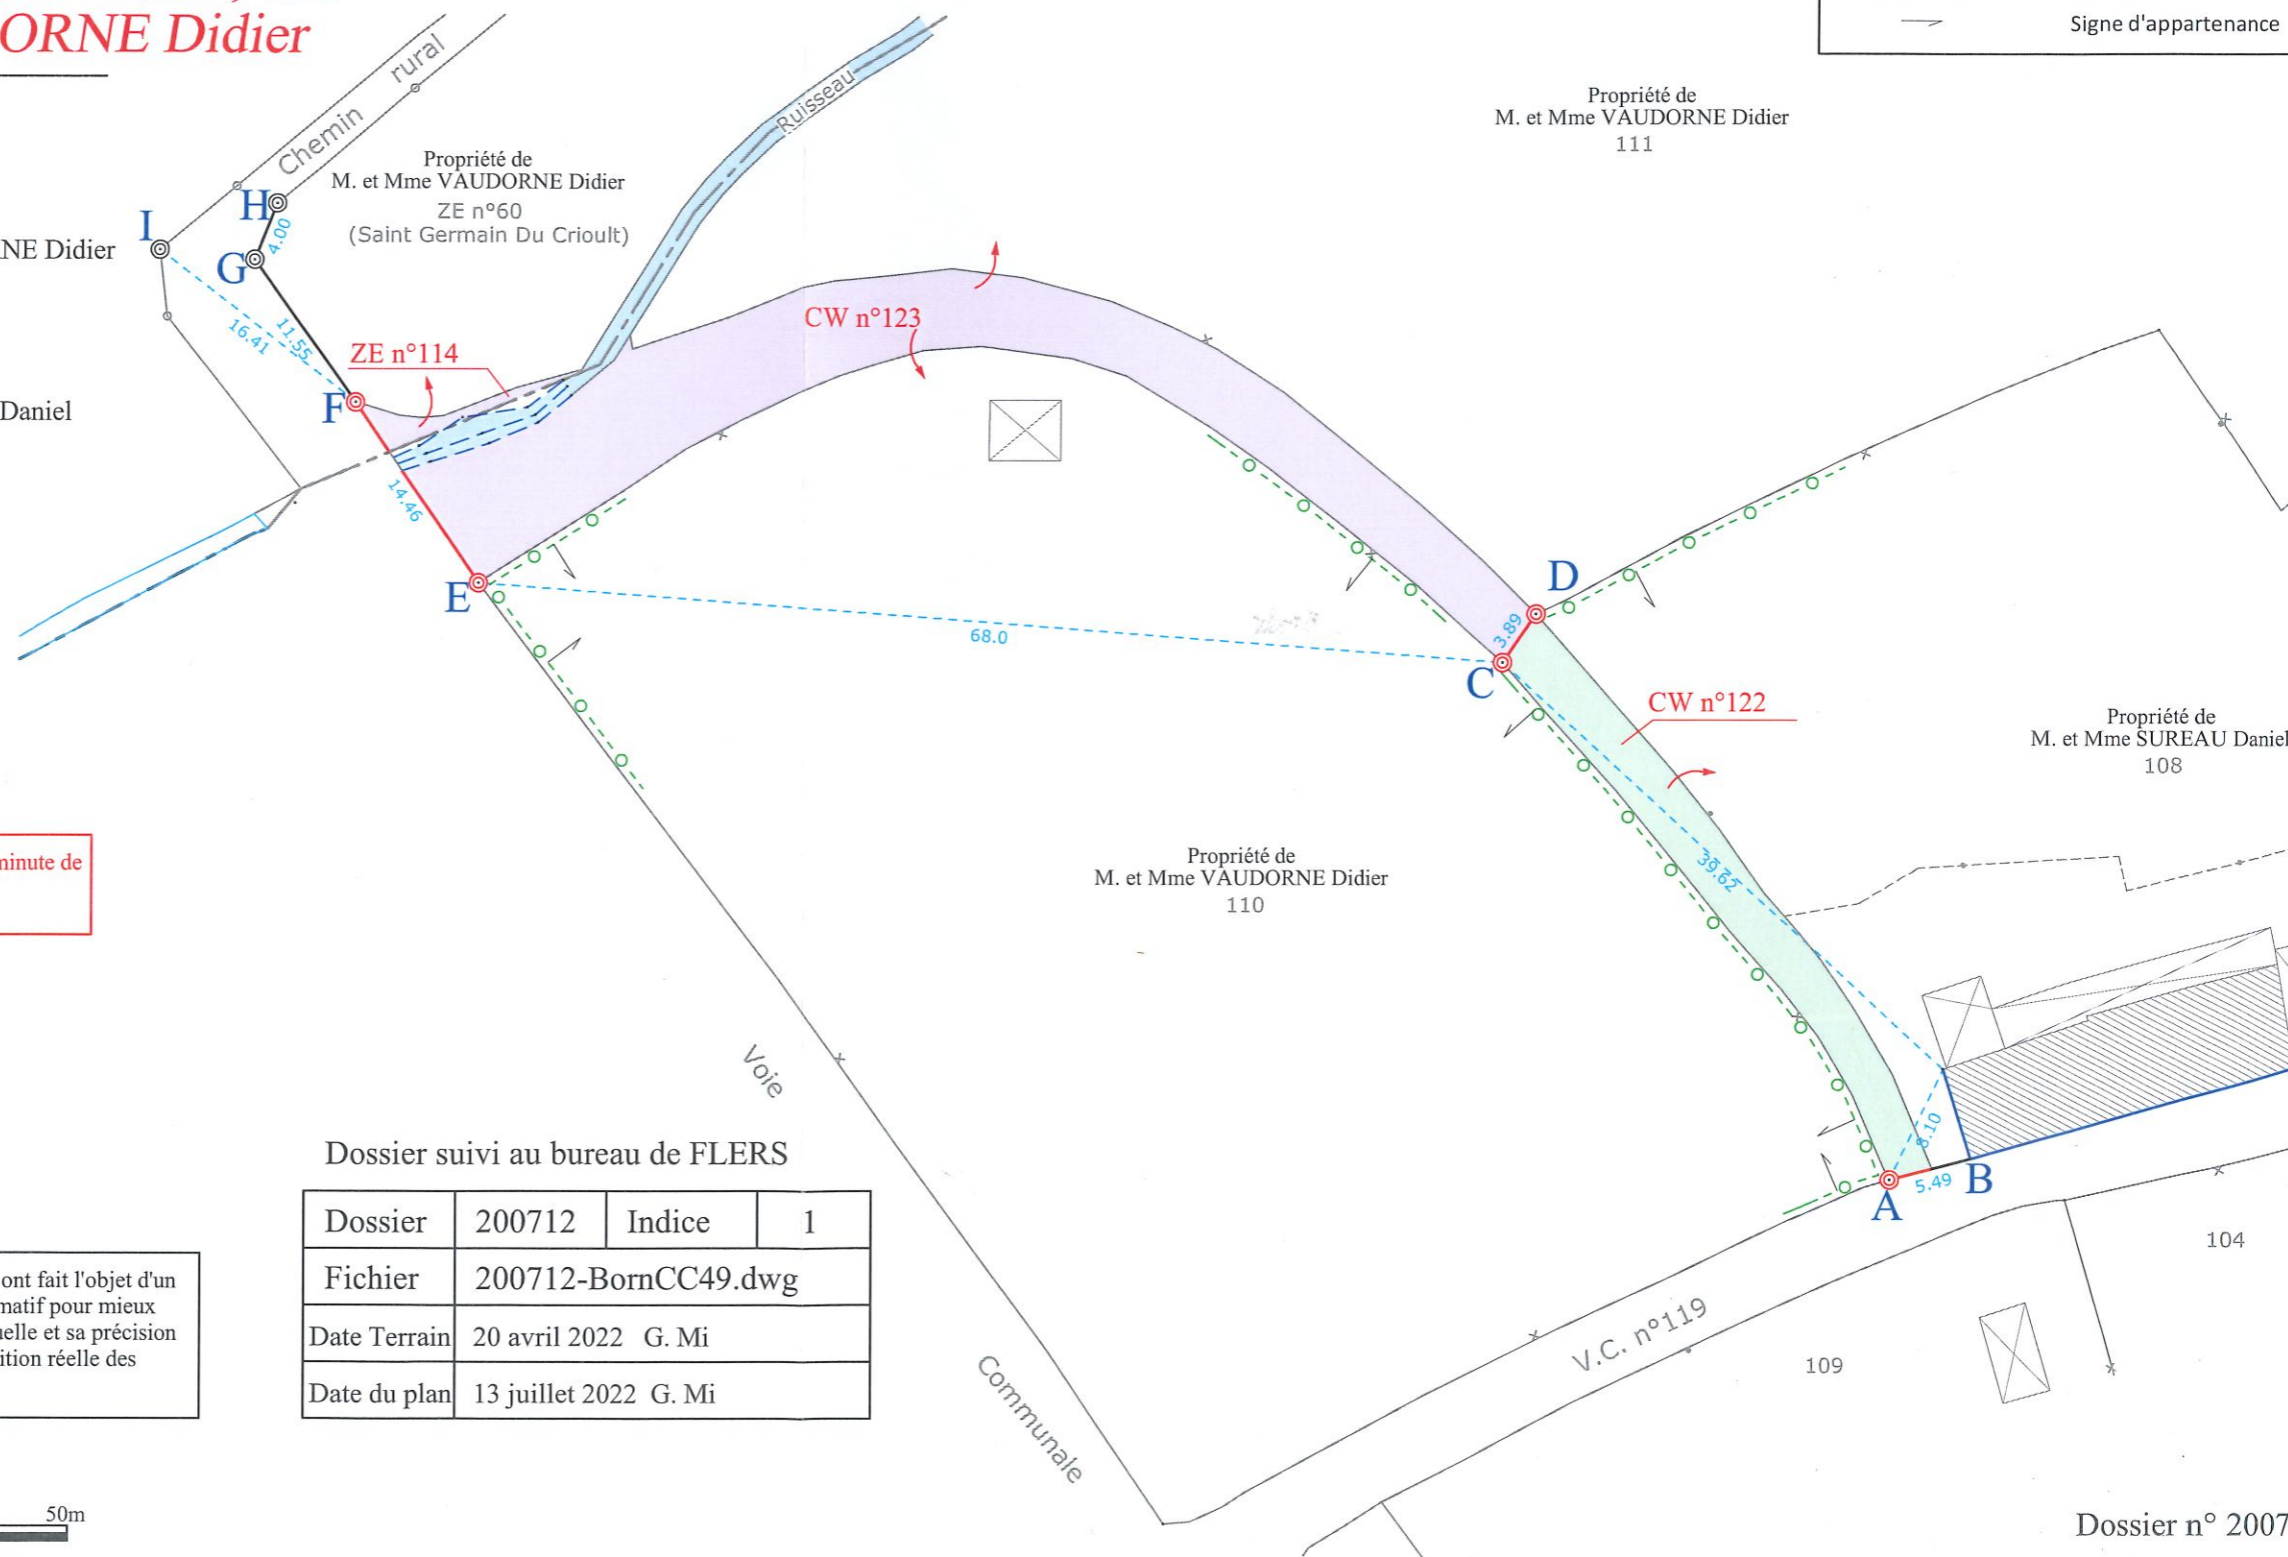 ORNE Didier
Signe d'appartenance
Chemin rural
Ruisseau
Propriété de
M. et Mme VAUDORNE Didier
111
Propriété de
M. et Mme VAUDORNE Didier
ZE n°60
(Saint Germain Du Crioult)
H
I
G
4.00
NE Didier
11.55
16.41
CW n°123
ZE n°114
F
Daniel
14.46
E
D
3.89
68.0
C
CW n°122
Propriété de
M. et Mme SUREAU Daniel
108
minute de
Propriété de
M. et Mme VAUDORNE Didier
110
39.62
Voie
Communale
8.10
B
5.49
A
104
Dossier suivi au bureau de FLERS
Dossier 200712 Indice 1
Fichier 200712-BornCC49.dwg
Date Terrain 20 avril 2022 G. Mi
Date du plan 13 juillet 2022 G. Mi
ont fait l'objet d'un
matif pour mieux
elle et sa précision
ition réelle des
V.C. n°119
109
50m
Dossier n° 2007